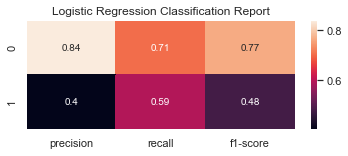 Logistic Regression Classification Report
0 0.84 0.71 0.77 0.8
1 0.4 0.59 0.48 0.6
precision recall f1-score